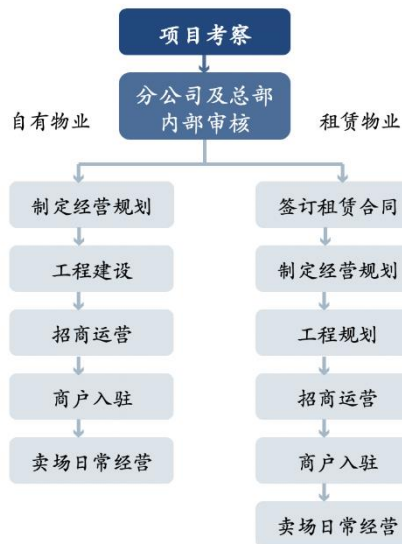 项目考察
分公司及总部
内部审核
自有物业
租赁物业
制定经营规划
工程建设
招商运营
商户入驻
卖场日常经营
签订租赁合同
制定经营规划
工程规划
招商运营
商户入驻
卖场日常经营